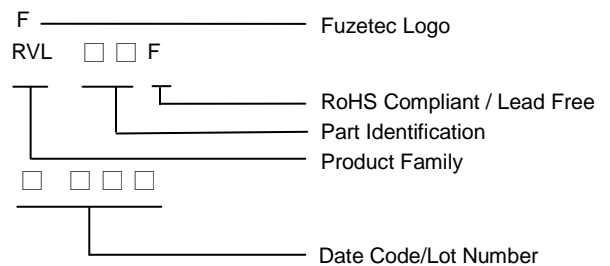 F Fuzetec Logo
RVL □ □ F
RoHS Compliant / Lead Free
Part Identification
Product Family
□ □ □ □
Date Code/Lot Number